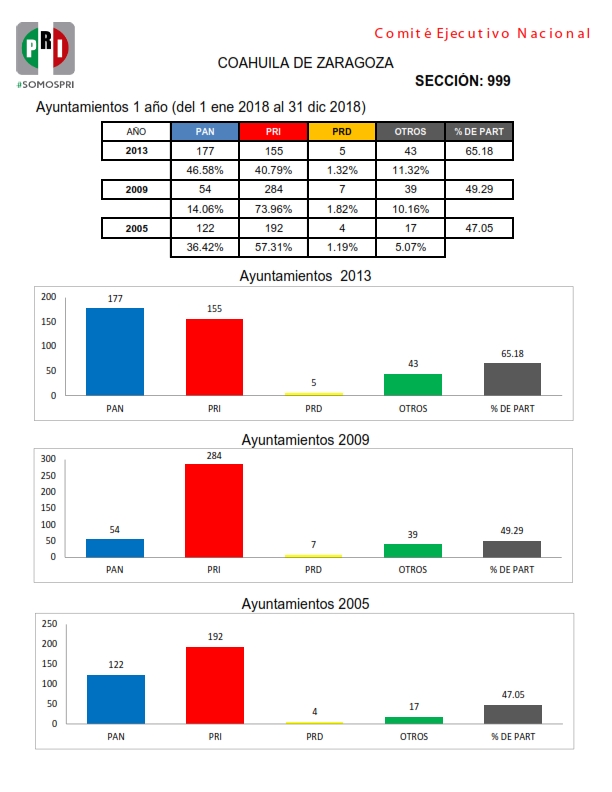 PRI
#SOMOSPRI
Comité Ejecutivo Nacional
COAHUILA DE ZARAGOZA
SECCIÓN: 999
Ayuntamientos 1 año (del 1 ene 2018 al 31 dic 2018)
AÑO PAN PRI PRD OTROS % DE PART
2013 177 155 5 43 65.18
46.58% 40.79% 1.32% 11.32%
2009 54 284 7 39 49.29
14.06% 73.96% 1.82% 10.16%
2005 122 192 4 17 47.05
36.42% 57.31% 1.19% 5.07%
Ayuntamientos 2013
200
150
100
50
0
177 155 5 43 65.18
PAN PRI PRD OTROS % DE PART
Ayuntamientos 2009
300
250
200
150
100
50
0
54 284 7 39 49.29
PAN PRI PRD OTROS % DE PART
Ayuntamientos 2005
250
200
150
100
50
0
122 192 4 17 47.05
PAN PRI PRD OTROS % DE PART